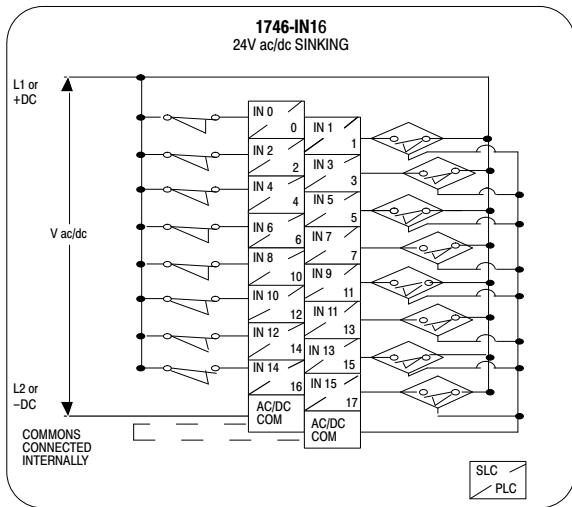 1746-IN16
24V ac/dc SINKING
L1 or
+DC
V ac/dc
L2 or
–DC
COMMONS
CONNECTED
INTERNALLY
IN 0
0
IN 2
2
IN 4
4
IN 6
6
IN 8
10
IN 10
12
IN 12
14
IN 14
16
AC/DC
COM
IN 1
1
IN 3
3
IN 5
5
IN 7
7
IN 9
11
IN 11
13
IN 13
15
IN 15
17
AC/DC
COM
SLC
PLC